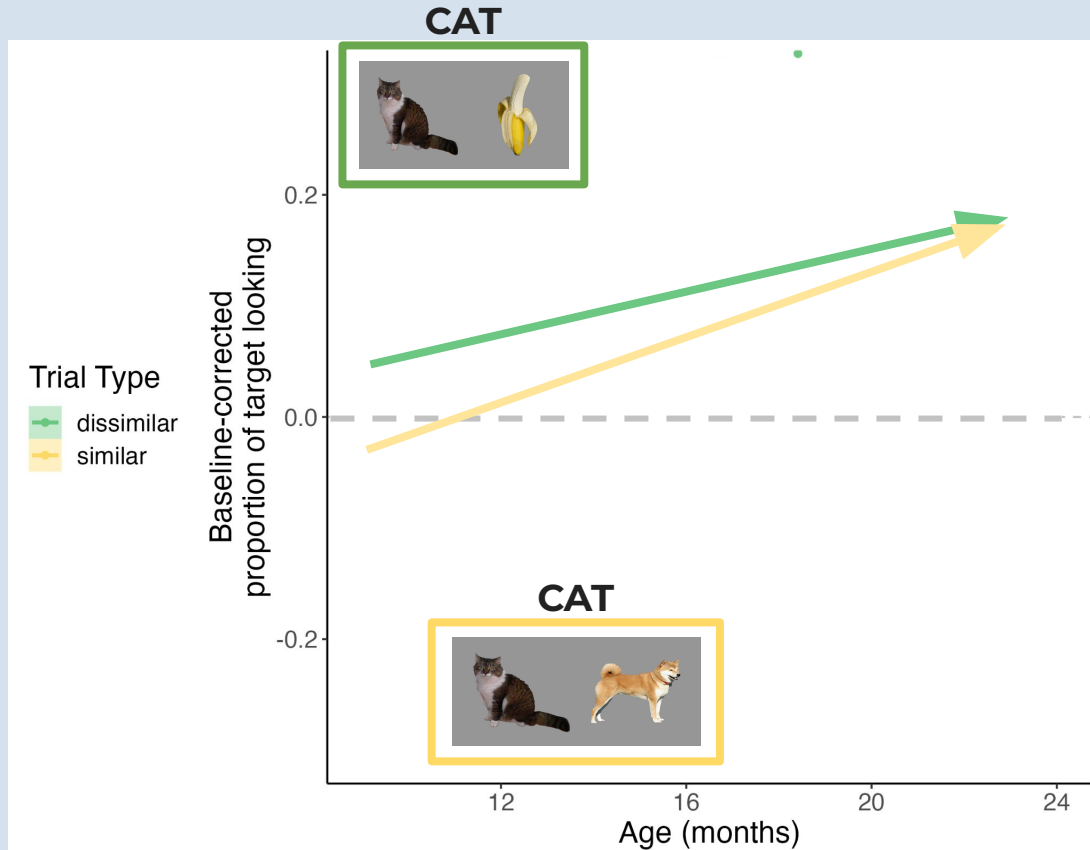 CAT
0.2
0.0
-0.2
Baseline-corrected
proportion of target looking
Trial Type
dissimilar
similar
CAT
12
16
20
24
Age (months)